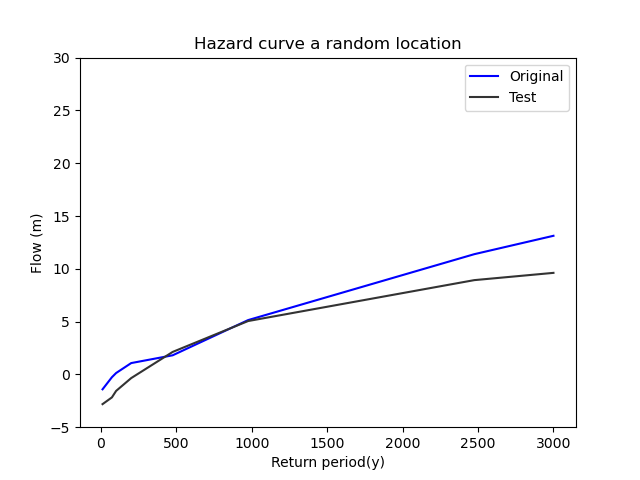 Hazard curve a random location
Original
Test
30
25
20
15
10
5
0
−5
Flow (m)
0 500 1000 1500 2000 2500 3000
Return period(y)